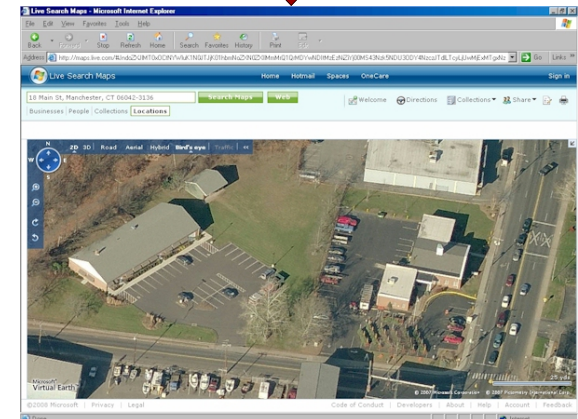 Live Search Maps - Microsoft Internet Explorer
File Edit View Favorites Tools Help
Back Forward Stop Refresh Home Search Favorites History Print
Address Go Links
Live Search Maps Home Hotmail Spaces OneCare Sign in
18 Main St, Manchester, CT 06042-3136 Search Maps Web Welcome Directions Collections Share
Businesses | People | Collections Locations
N
W E
S
2D 3D Road Aerial Hybrid Bird's eye Traffic
25 yds
Microsoft
Virtual Earth
© 2007 Microsoft Corporation © 2007 Pictometry International Corp.
©2008 Microsoft | Privacy | Legal Code of Conduct | Developers | About | Help | Account | Feedback